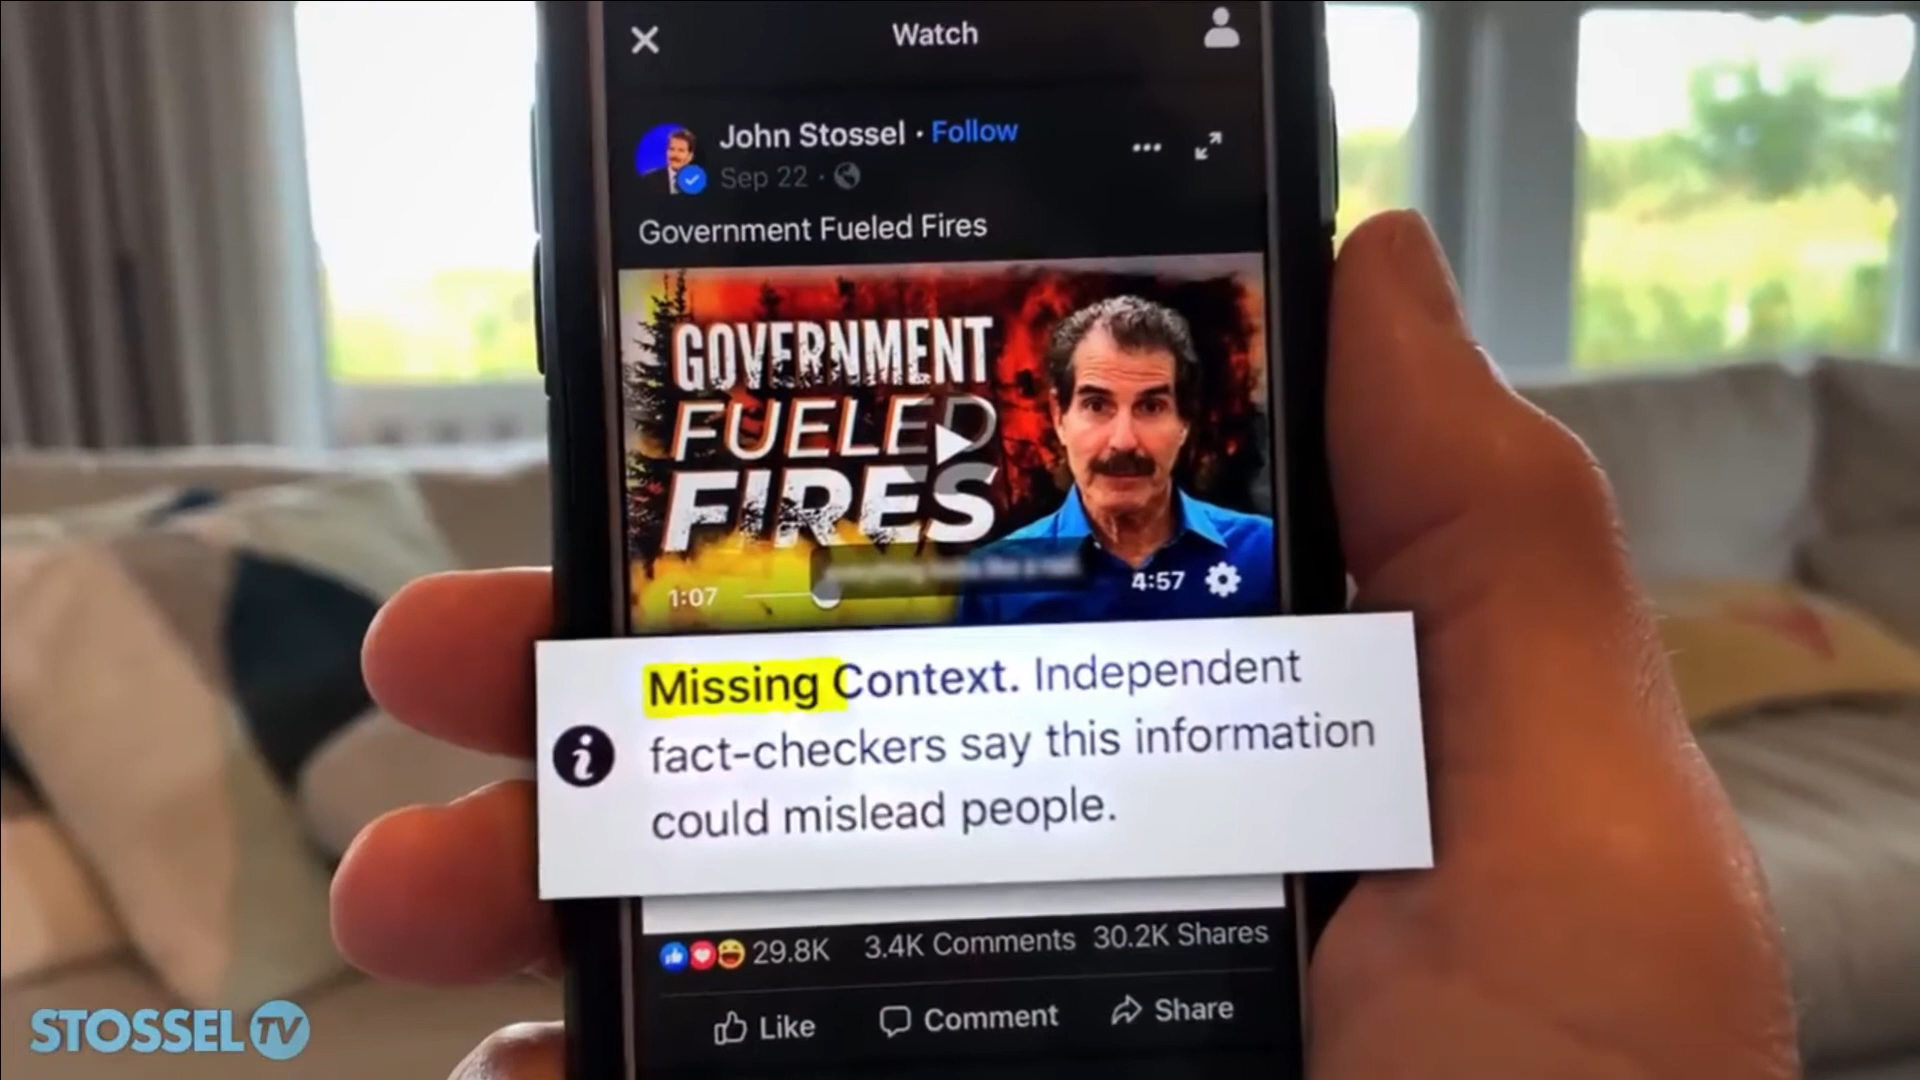 Watch
John Stossel · Follow
Sep 22 ·
Government Fueled Fires
GOVERNMENT
FUELED
FIRES
1:07
4:57
Missing Context. Independent
fact-checkers say this information
could mislead people.
29.8K 3.4K Comments 30.2K Shares
Like Comment Share
STOSSEL TV